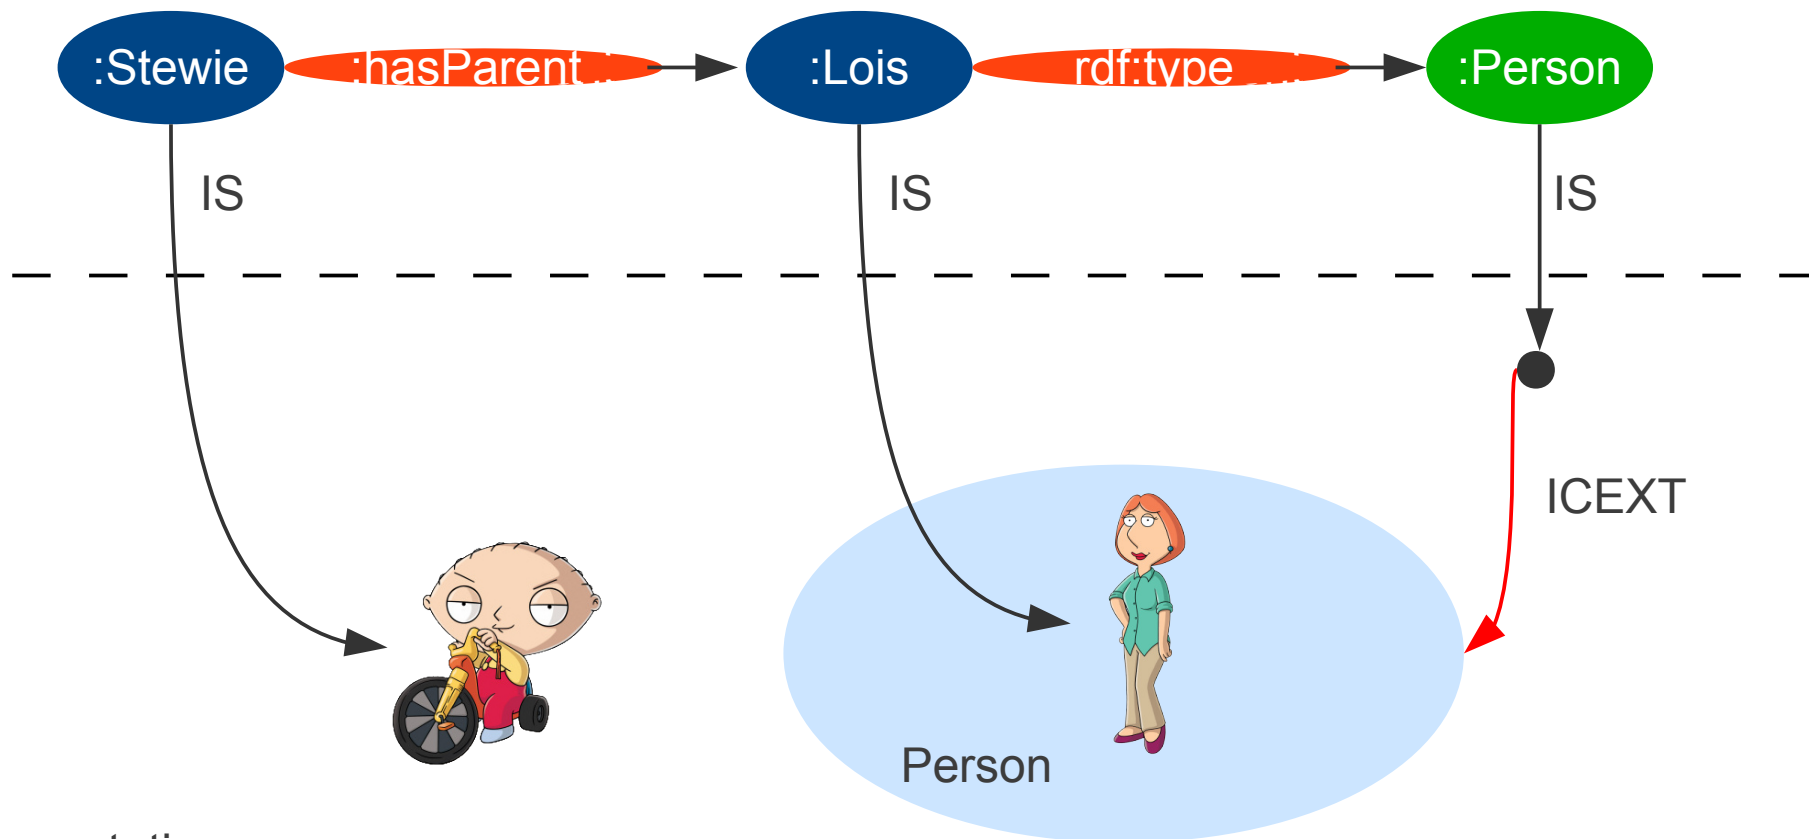 :Stewie :hasParent :Lois rdf:type :Person
IS IS IS
ICEXT
Person